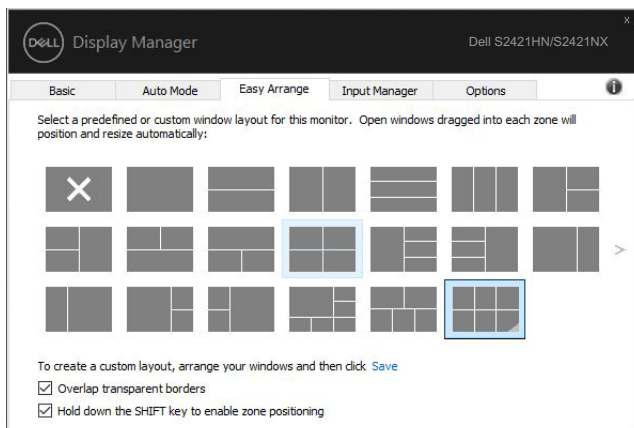 x
DELL Display Manager
Dell S2421HN/S2421NX
Basic Auto Mode Easy Arrange Input Manager Options
Select a predefined or custom window layout for this monitor. Open windows dragged into each zone will
position and resize automatically:
To create a custom layout, arrange your windows and then click Save
Overlap transparent borders
Hold down the SHIFT key to enable zone positioning